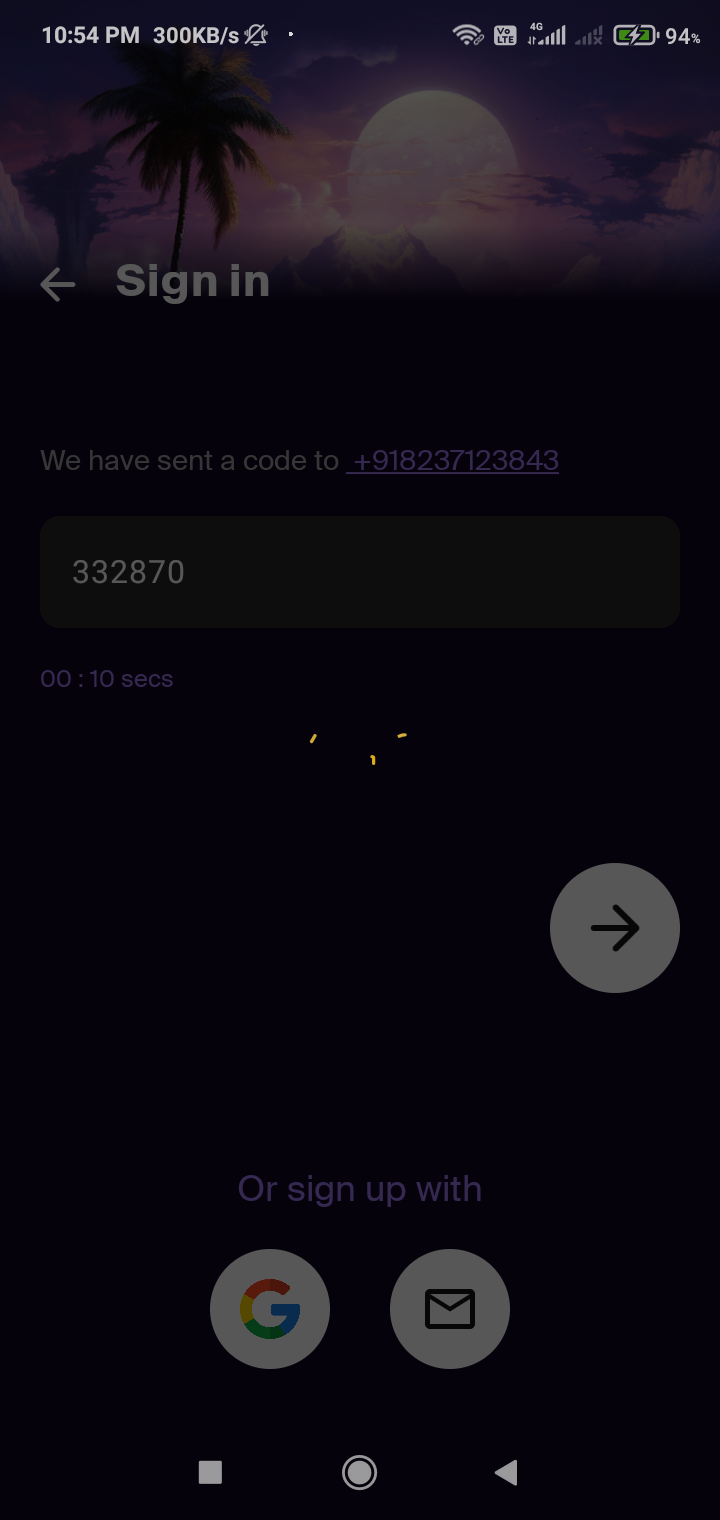 10:54 PM 300KB/s Vo LTE 4G 94%
Sign in
We have sent a code to +918237123843
332870
00 : 10 secs
Or sign up with